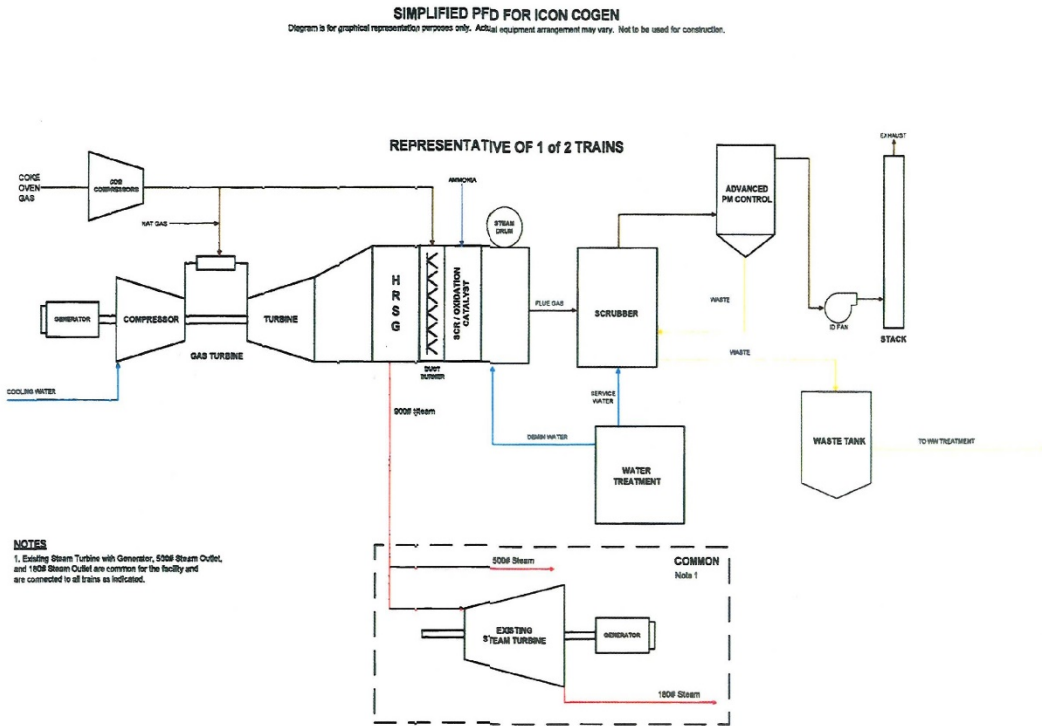 SIMPLIFIED PFD FOR ICON COGEN
Diagram is for graphical representation purposes only. Actual equipment arrangement may vary. Not to be used for construction.
REPRESENTATIVE OF 1 of 2 TRAINS
EXHAUST
COKE
OVEN
GAS
COG
COMPRESSORS
AMMONIA
ADVANCED
PM CONTROL
NAT GAS
STEAM
DRUM
HRSG
SCR / OXIDATION
CATALYST
GENERATOR
COMPRESSOR
TURBINE
GAS TURBINE
FLUE GAS
SCRUBBER
WASTE
ID FAN
STACK
DUCT
BURNER
WASTE
COOLING WATER
900# Steam
SERVICE
WATER
DEMIN WATER
WATER
TREATMENT
WASTE TANK
TO WW TREATMENT
NOTES
1. Existing Steam Turbine with Generator, 500# Steam Outlet,
and 180# Steam Outlet are common for the facility and
are connected to all trains as indicated.
500# Steam
COMMON
Note 1
EXISTING
STEAM TURBINE
GENERATOR
180# Steam